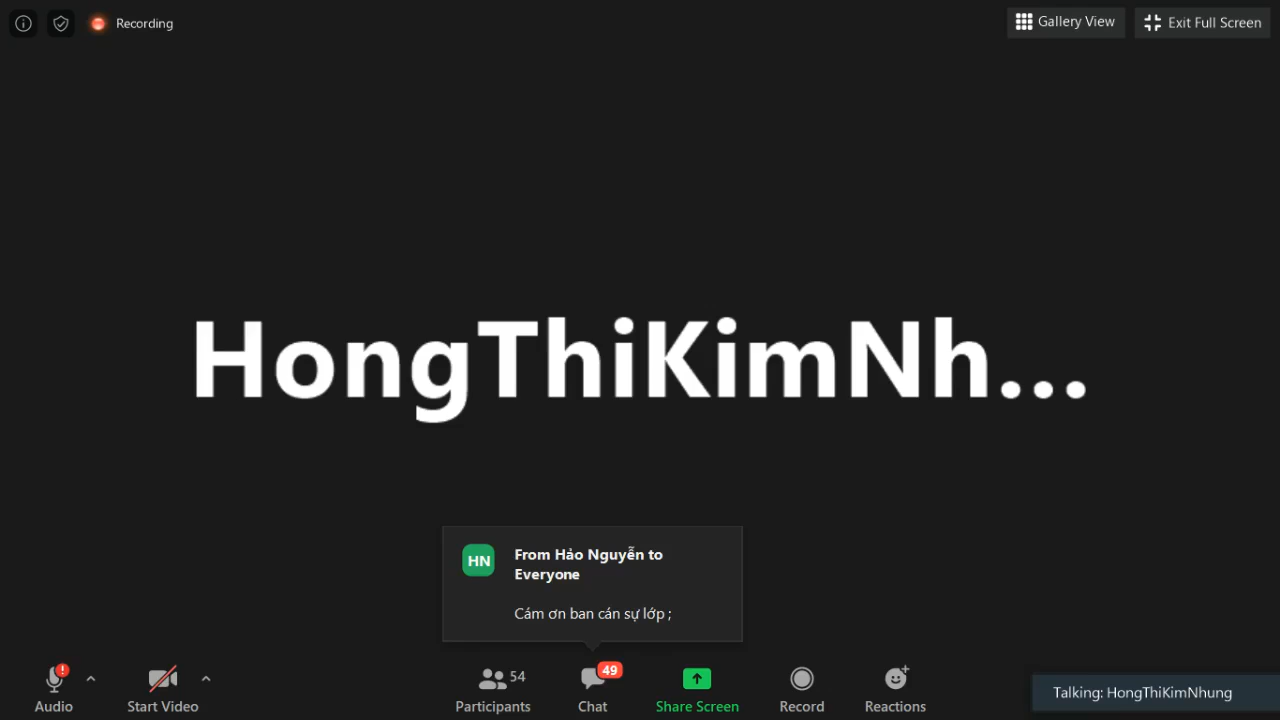 Recording
Gallery View
Exit Full Screen
HongThiKimNh...
HN
From Hảo Nguyễn to
Everyone
Cám ơn ban cán sự lớp ;
54
49
Audio
Start Video
Participants
Chat
Share Screen
Record
Reactions
Talking: HongThiKimNhung